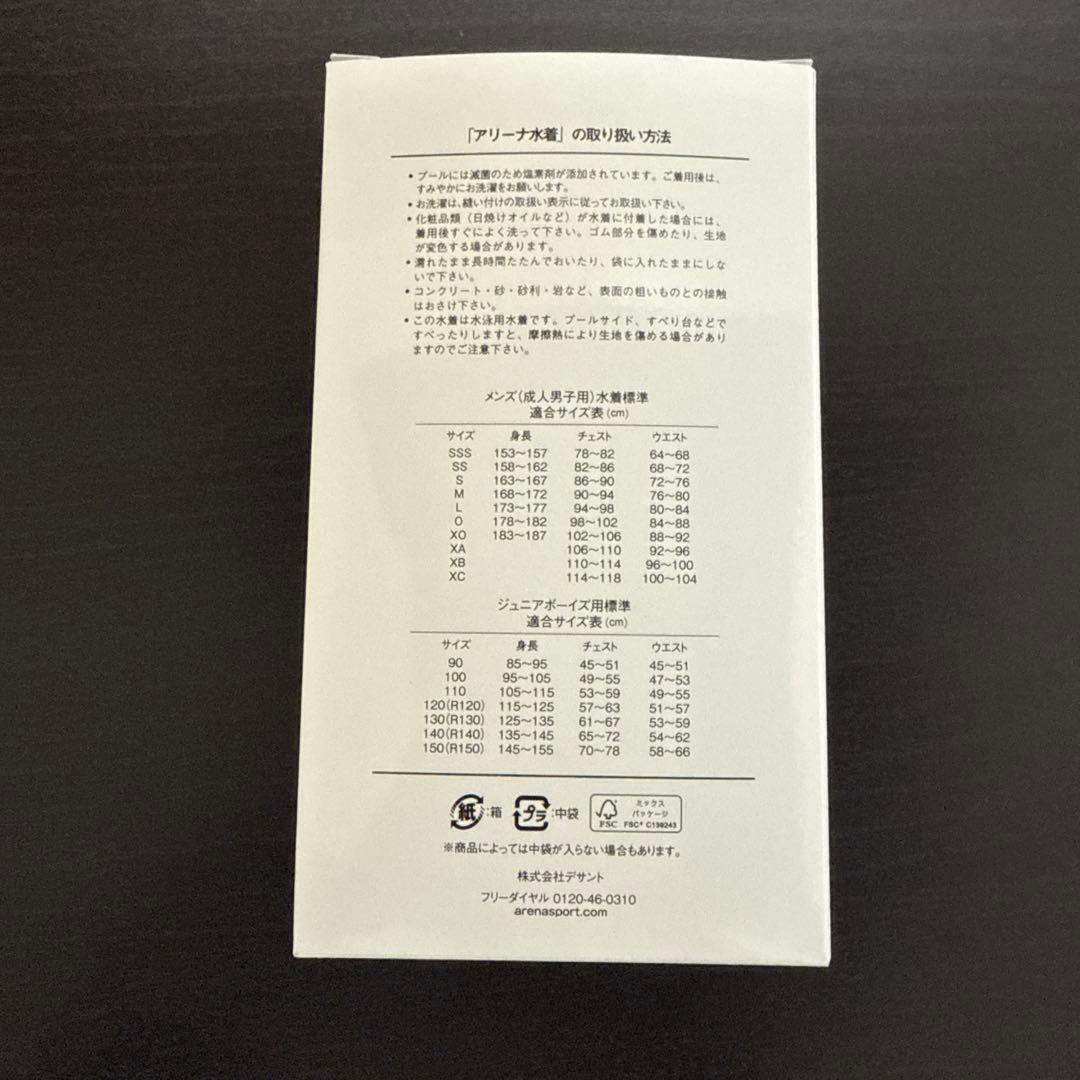 「アリーナ水着」の取り扱い方法
• プールには滅菌のため塩素剤が添加されています。ご着用後は、
すみやかにお洗濯をお願いします。
• お洗濯は、縫い付けの取扱い表示に従ってお取扱い下さい。
• 化粧品類（日焼けオイルなど）が水着に付着した場合には、
着用後すぐによく洗って下さい。ゴム部分を傷めたり、生地
が変色する場合があります。
• 濡れたまま長時間たたんでおいたり、袋に入れたままにしな
いで下さい。
• コンクリート・砂・砂利・岩など、表面の粗いものとの接触
はおさけ下さい。
• この水着は水泳用水着です。プールサイド、すべり台などで
すべったりしますと、摩擦熱により生地を傷める場合があり
ますのでご注意下さい。
メンズ（成人男子用）水着標準
適合サイズ表(cm)
サイズ 身長 チェスト ウエスト
SSS 153〜157 78〜82 64〜68
SS 158〜162 82〜86 68〜72
S 163〜167 86〜90 72〜76
M 168〜172 90〜94 76〜80
L 173〜177 94〜98 80〜84
O 178〜182 98〜102 84〜88
XO 183〜187 102〜106 88〜92
XA 106〜110 92〜96
XB 110〜114 96〜100
XC 114〜118 100〜104
ジュニアボーイズ用標準
適合サイズ表(cm)
サイズ 身長 チェスト ウエスト
90 85〜95 45〜51 45〜51
100 95〜105 49〜55 47〜53
110 105〜115 53〜59 49〜55
120(R120) 115〜125 57〜63 51〜57
130(R130) 125〜135 61〜67 53〜59
140(R140) 135〜145 65〜72 54〜62
150(R150) 145〜155 70〜78 58〜66
紙:箱 プラ:中袋 FSC ミックス
パッケージ
FSC® C139243
※商品によっては中袋が入らない場合もあります。
株式会社デサント
フリーダイヤル 0120-46-0310
arenasport.com